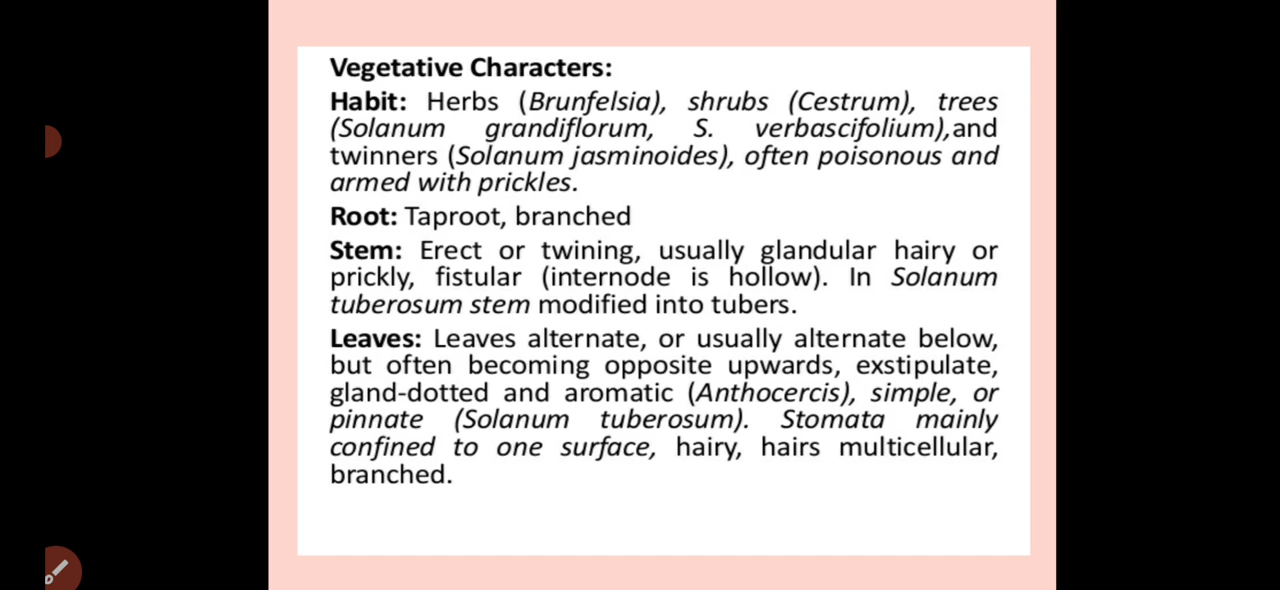 Vegetative Characters:
Habit: Herbs (Brunfelsia), shrubs (Cestrum), trees
(Solanum grandiflorum, S. verbascifolium),and
twinners (Solanum jasminoides), often poisonous and
armed with prickles.
Root: Taproot, branched
Stem: Erect or twining, usually glandular hairy or
prickly, fistular (internode is hollow). In Solanum
tuberosum stem modified into tubers.
Leaves: Leaves alternate, or usually alternate below,
but often becoming opposite upwards, exstipulate,
gland-dotted and aromatic (Anthocercis), simple, or
pinnate (Solanum tuberosum). Stomata mainly
confined to one surface, hairy, hairs multicellular,
branched.